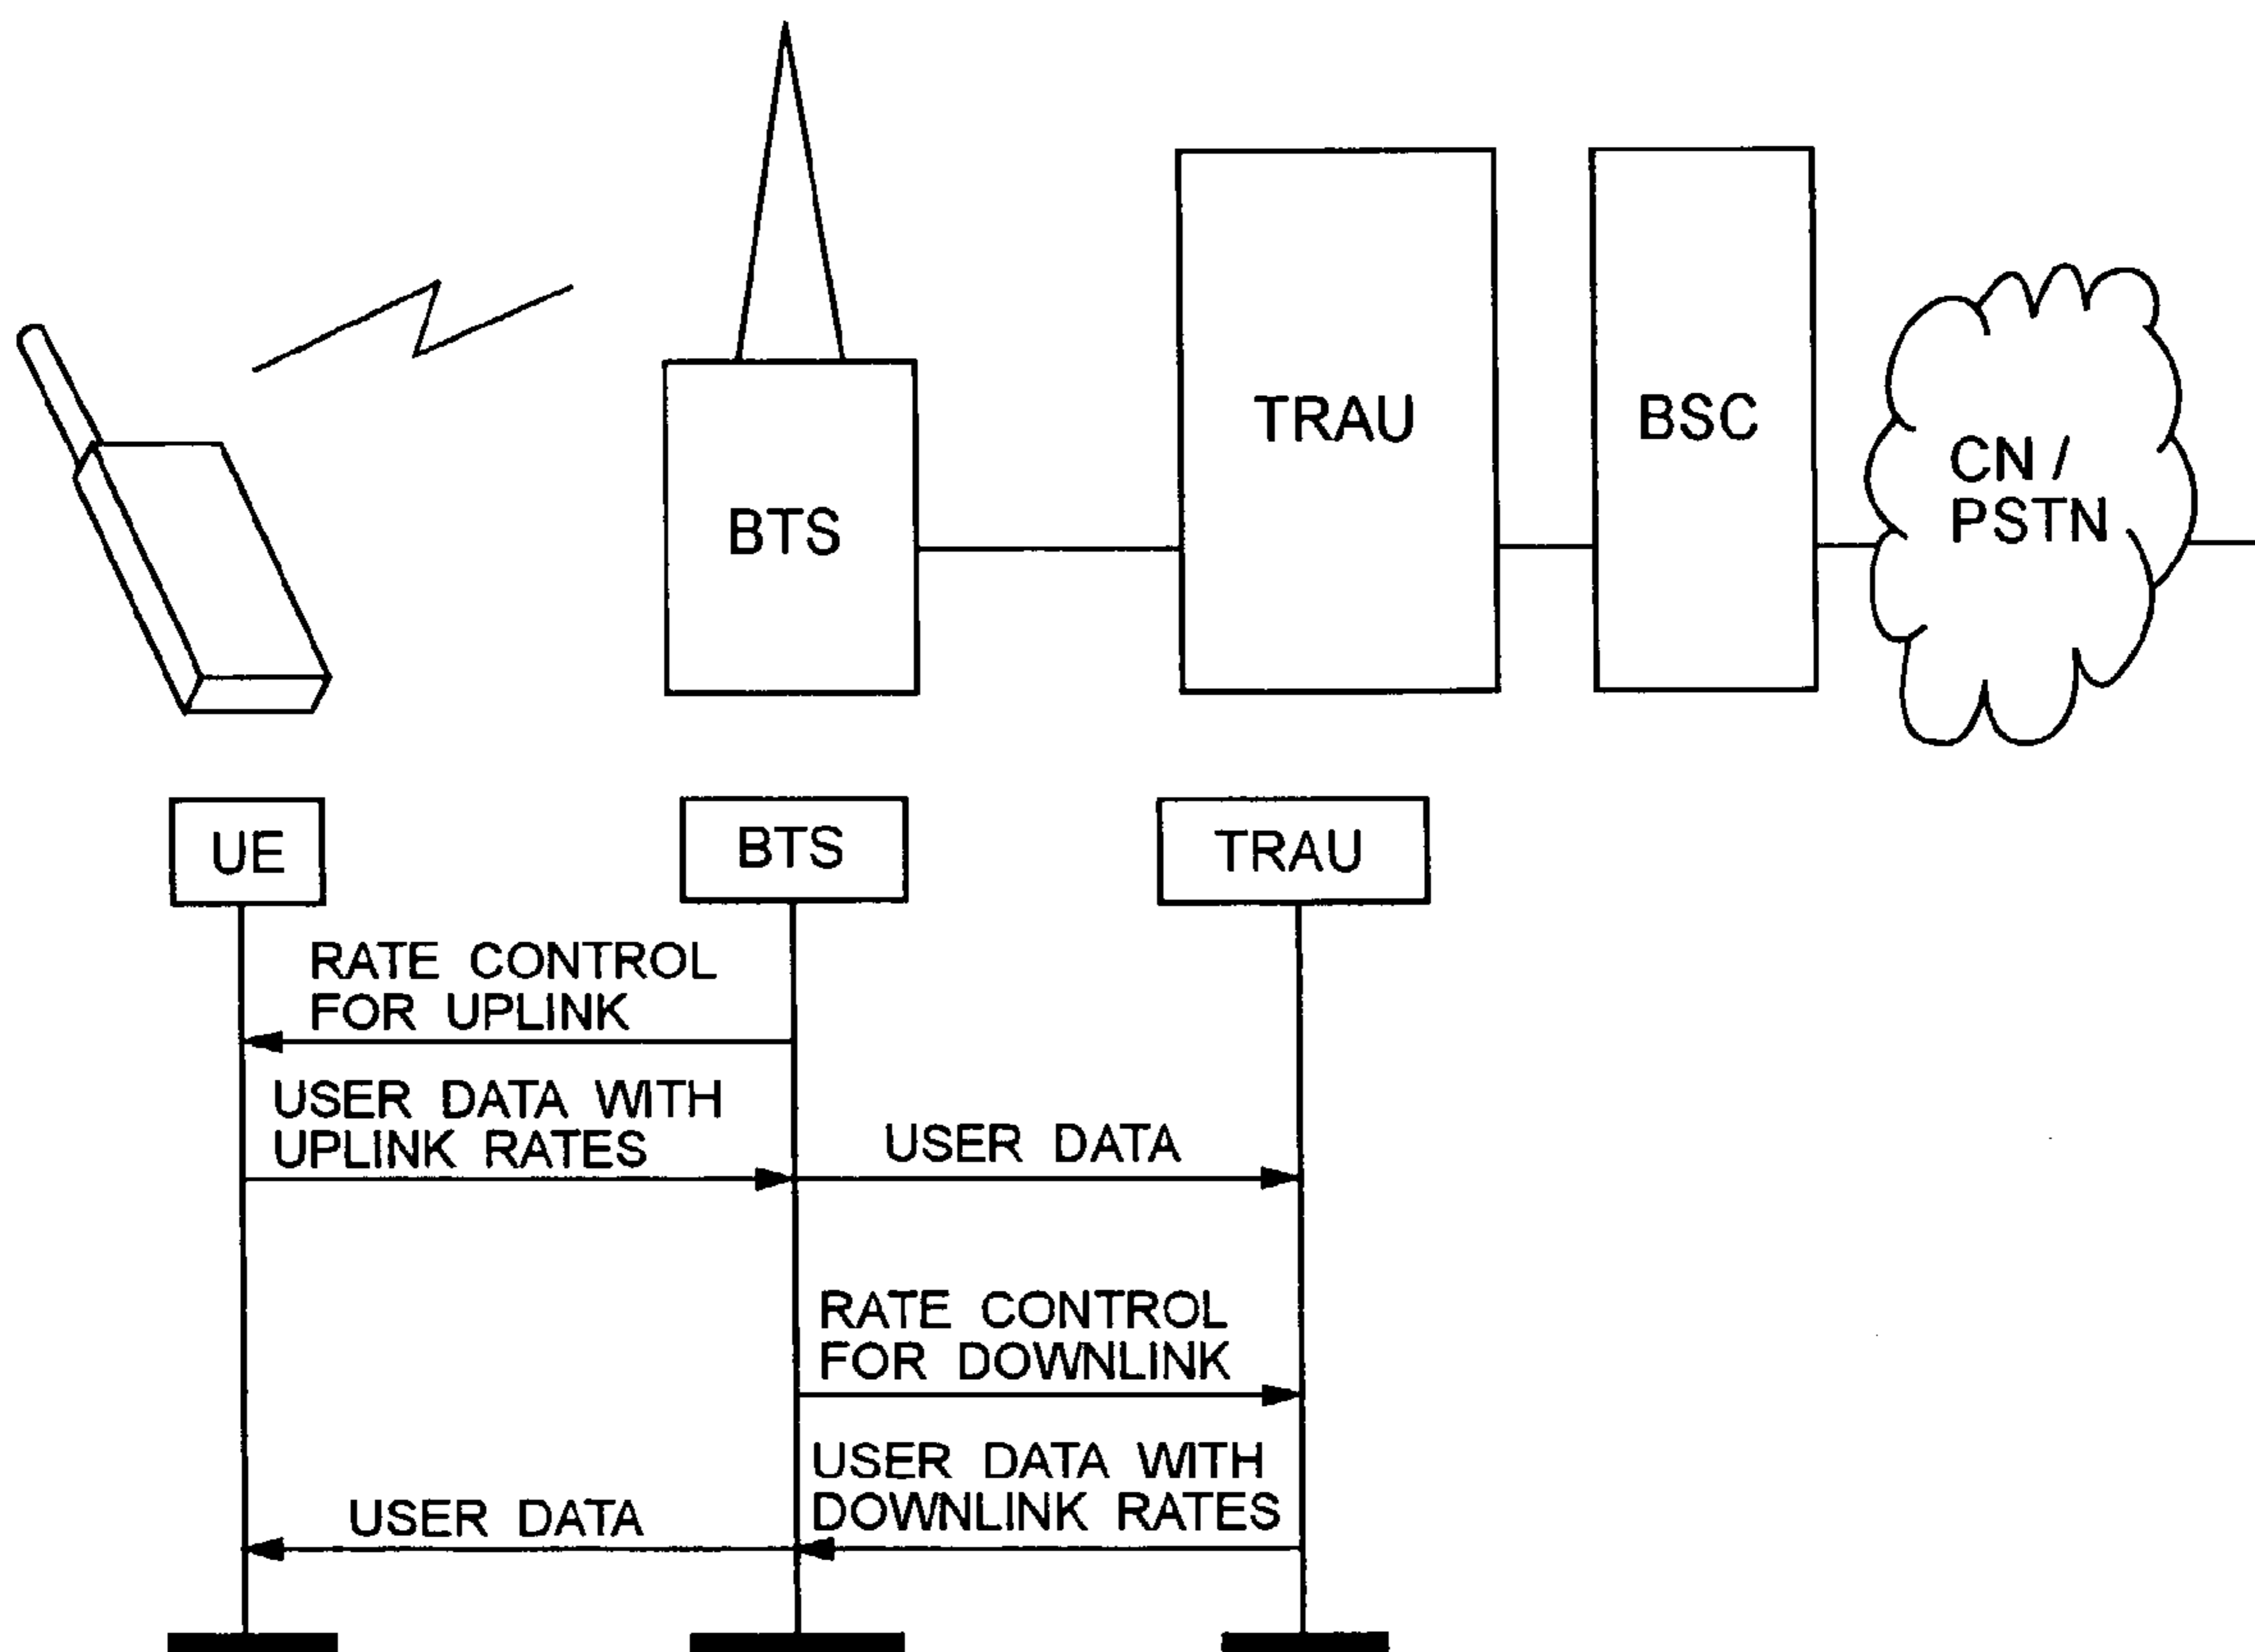 TRAU
BSC
CN /
PSTN
BTS
UE
BTS
TRAU
RATE CONTROL
FOR UPLINK
USER DATA WITH
UPLINK RATES
USER DATA
RATE CONTROL
FOR DOWNLINK
USER DATA WITH
DOWNLINK RATES
USER DATA